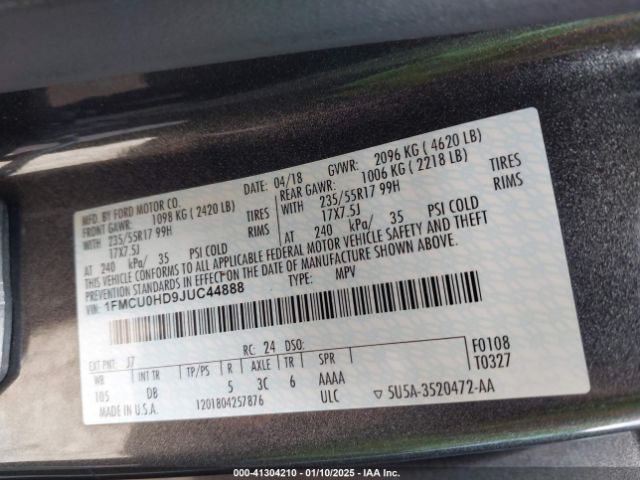 MFD. BY FORD MOTOR CO.
DATE: 04/18 GVWR: 2096 KG ( 4620 LB)
FRONT GAWR: 1098 KG ( 2420 LB) REAR GAWR: 1006 KG ( 2218 LB)
WITH 235/55R17 99H TIRES WITH 235/55R17 99H TIRES
17X7.5J RIMS 17X7.5J RIMS
AT 240 kPa/ 35 PSI COLD AT 240 kPa/ 35 PSI COLD
THIS VEHICLE CONFORMS TO ALL APPLICABLE FEDERAL MOTOR VEHICLE SAFETY AND THEFT
PREVENTION STANDARDS IN EFFECT ON THE DATE OF MANUFACTURE SHOWN ABOVE.
VIN: 1FMCU0HD9JUC44888 TYPE: MPV
EXT PNT: J7 RC: 24 DSO: F0108
WB INT TR TP/PS R AXLE TR SPR T0327
105 DB 5 3C 6 AAAA
MADE IN U.S.A. 1201804257876 ULC ▽ 5U5A-3520472-AA
000-41304210 - 01/10/2025 - IAA Inc.